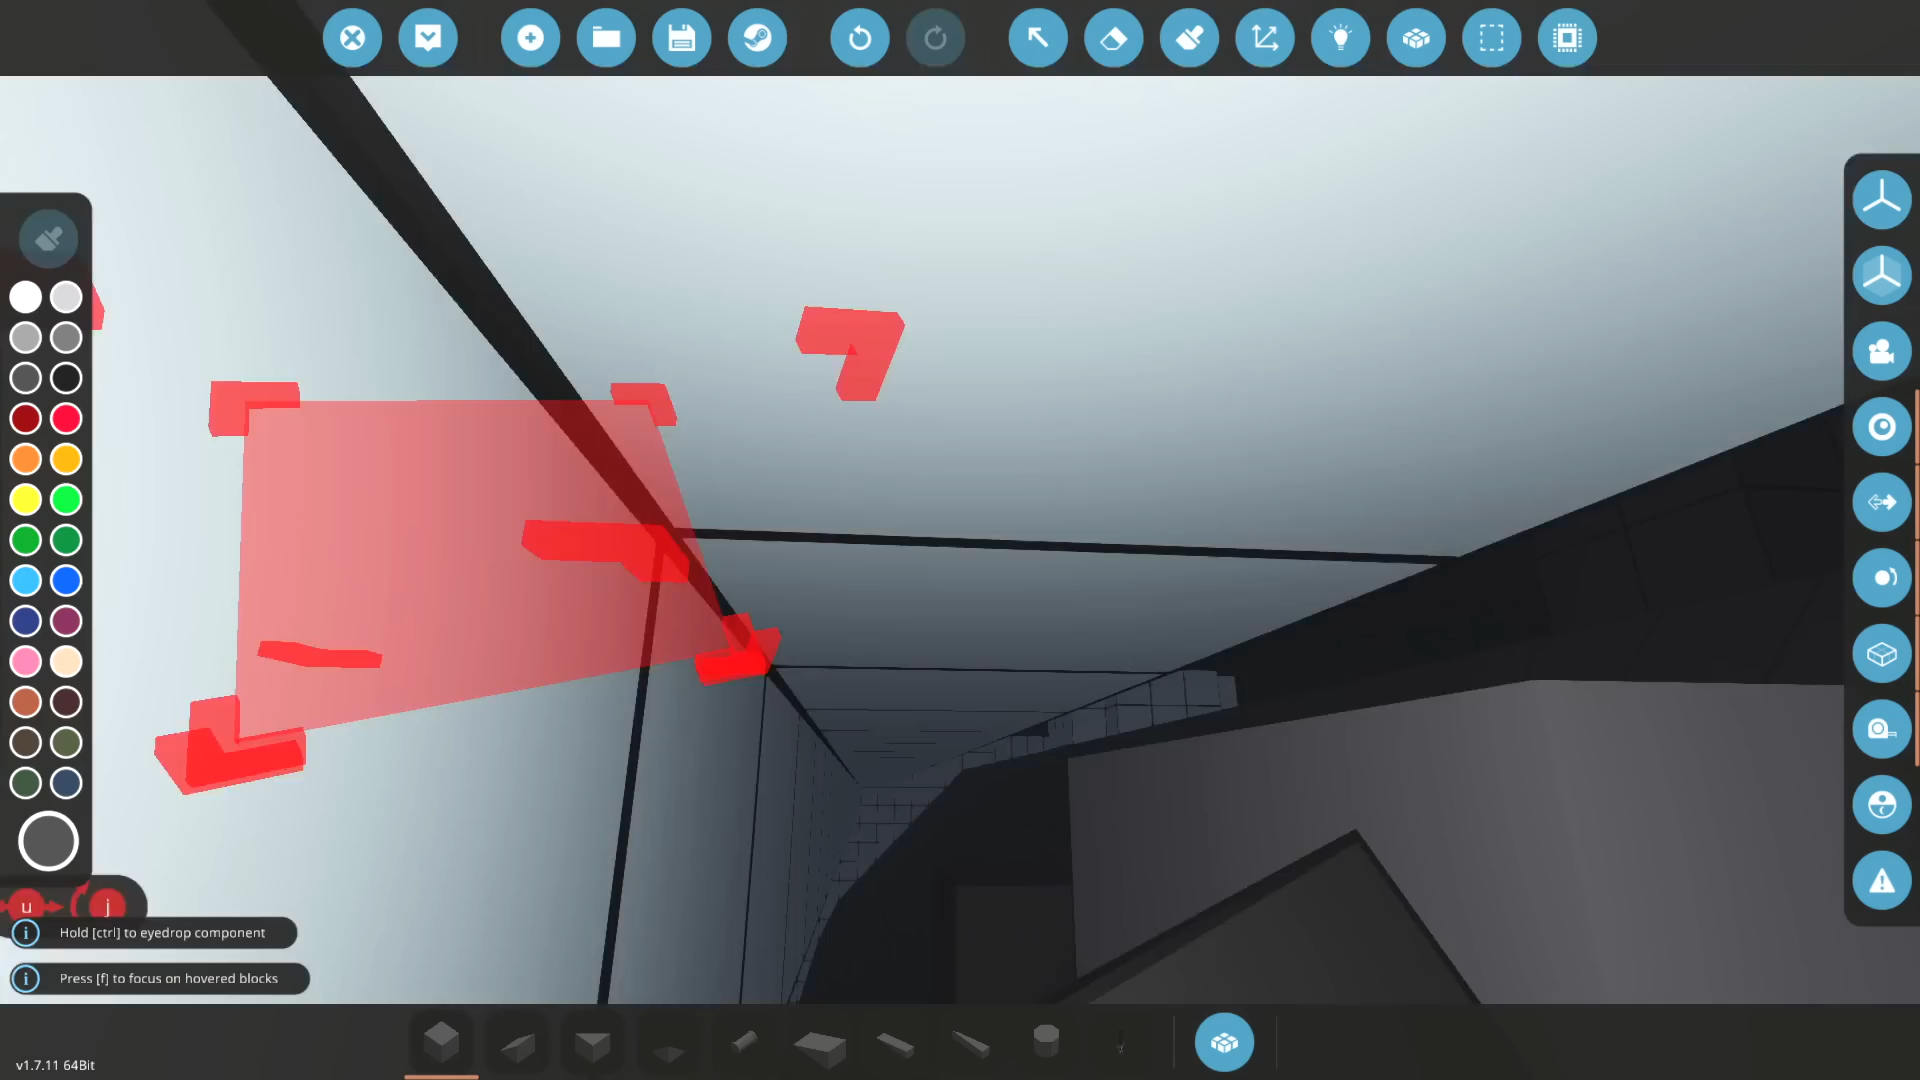 u
j
Hold [ctrl] to eyedrop component
Press [f] to focus on hovered blocks
v1.7.11 64Bit